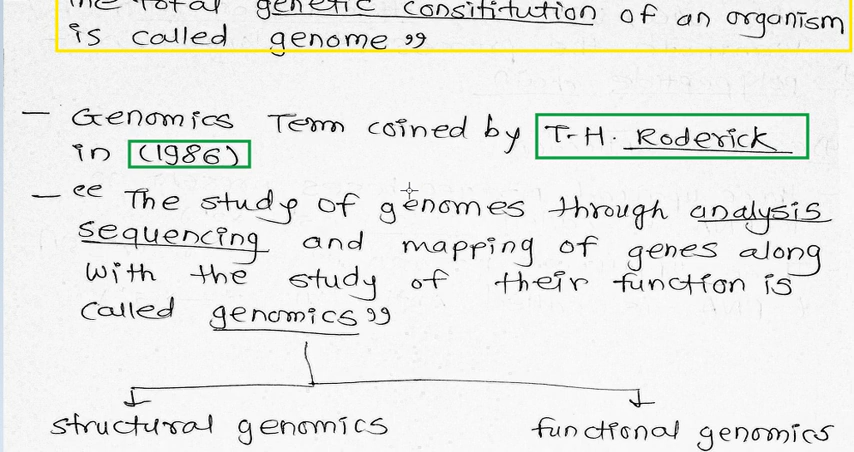 the total genetic consititution of an organism
is called genome”
— Genomics Term coined by T.H. Roderick
in (1986)
— “ The study of genomes through analysis
sequencing and mapping of genes along
with the study of their function is
called genomics”
structural genomics functional genomics